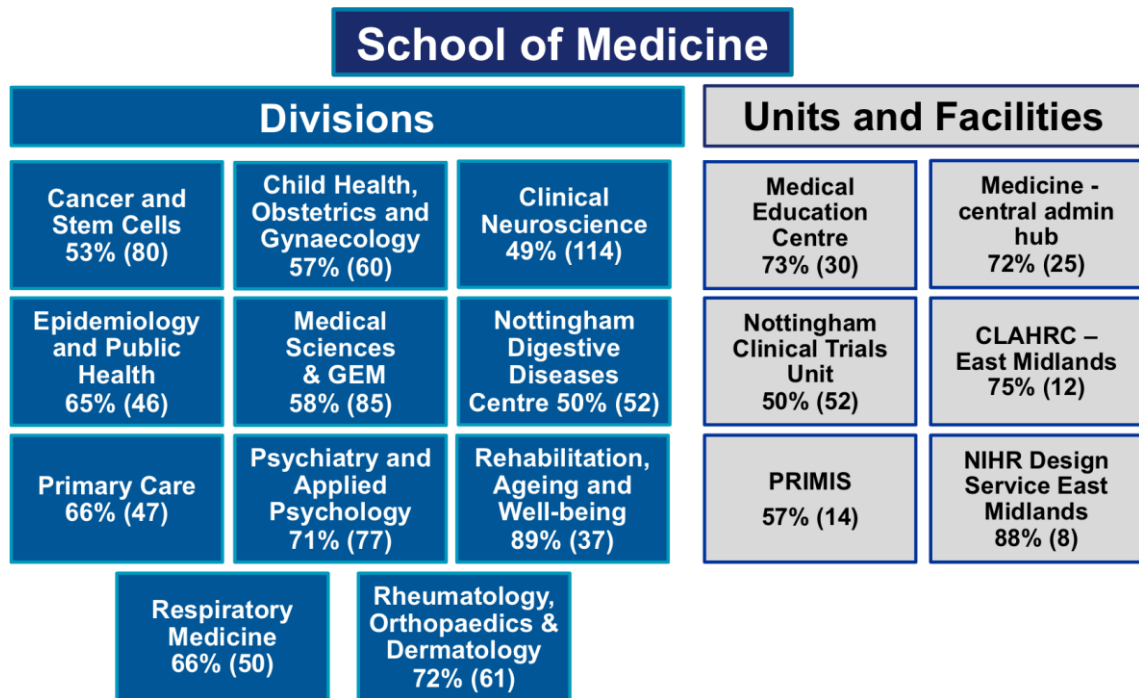 School of Medicine
Divisions
Units and Facilities
Cancer and
Stem Cells
53% (80)
Child Health,
Obstetrics and
Gynaecology
57% (60)
Clinical
Neuroscience
49% (114)
Medical
Education
Centre
73% (30)
Medicine -
central admin
hub
72% (25)
Epidemiology
and Public
Health
65% (46)
Medical
Sciences
& GEM
58% (85)
Nottingham
Digestive
Diseases
Centre 50% (52)
Nottingham
Clinical Trials
Unit
50% (52)
CLAHRC –
East Midlands
75% (12)
Primary Care
66% (47)
Psychiatry and
Applied
Psychology
71% (77)
Rehabilitation,
Ageing and
Well-being
89% (37)
PRIMIS
57% (14)
NIHR Design
Service East
Midlands
88% (8)
Respiratory
Medicine
66% (50)
Rheumatology,
Orthopaedics &
Dermatology
72% (61)